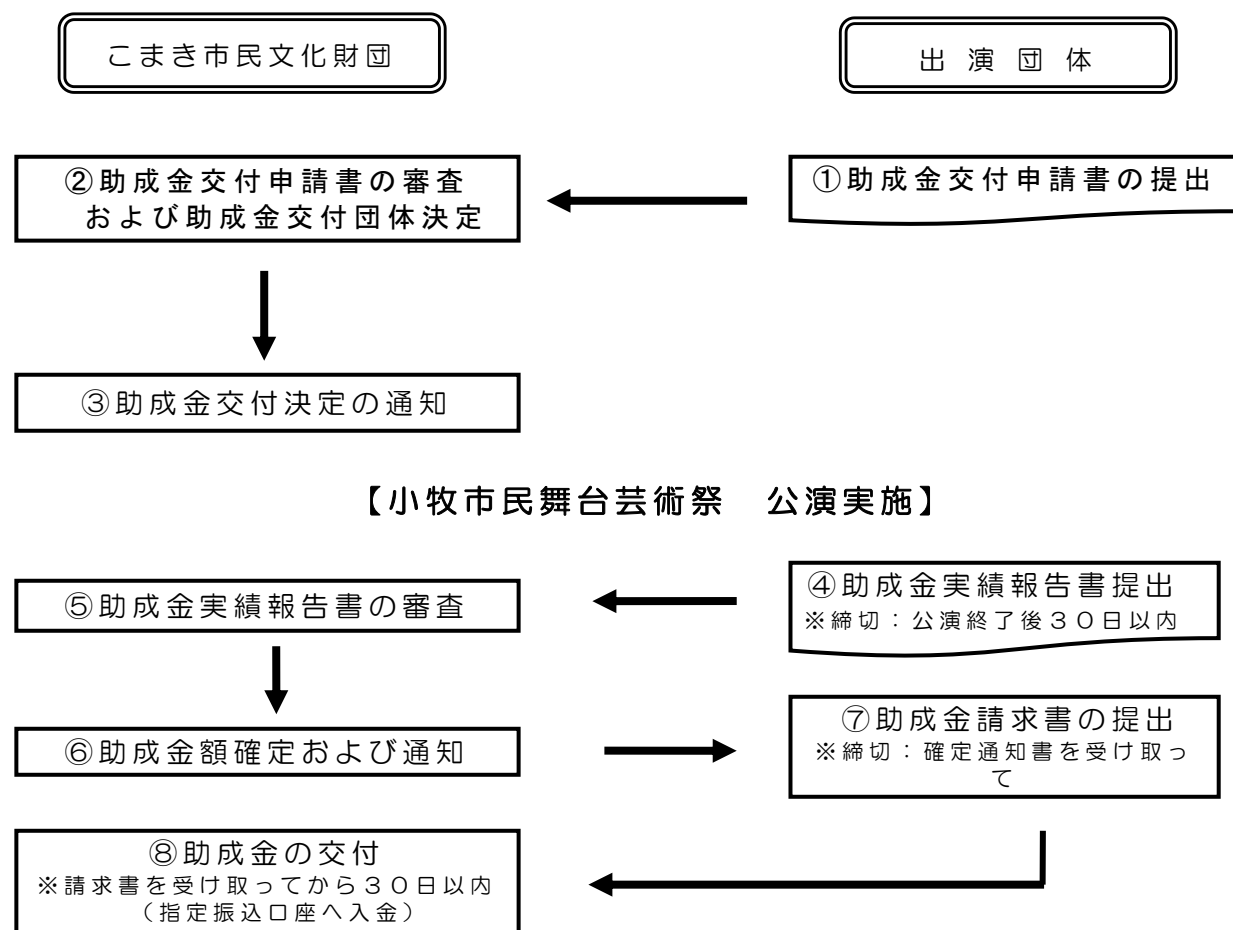 こまき市民文化財団
出演団体
①助成金交付申請書の提出
②助成金交付申請書の審査
および助成金交付団体決定
③助成金交付決定の通知
【小牧市民舞台芸術祭　公演実施】
④助成金実績報告書提出
※締切：公演終了後３０日以内
⑤助成金実績報告書の審査
⑥助成金額確定および通知
⑦助成金請求書の提出
※締切：確定通知書を受け取っ
て
⑧助成金の交付
※請求書を受け取ってから３０日以内
（指定振込口座へ入金）